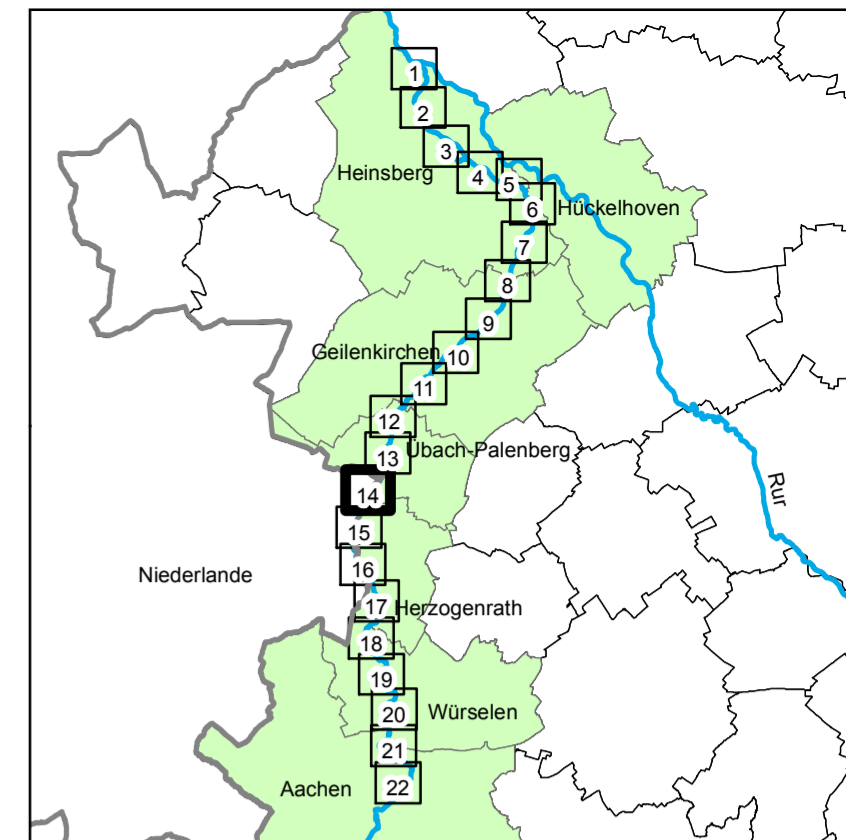 1
2
3
Heinsberg
4
5
6
Hückelhoven
7
8
9
Geilenkirchen
10
11
12
13
Übach-Palenberg
14
Rur
15
Niederlande
16
17
Herzogenrath
18
19
20
Würselen
21
Aachen
22